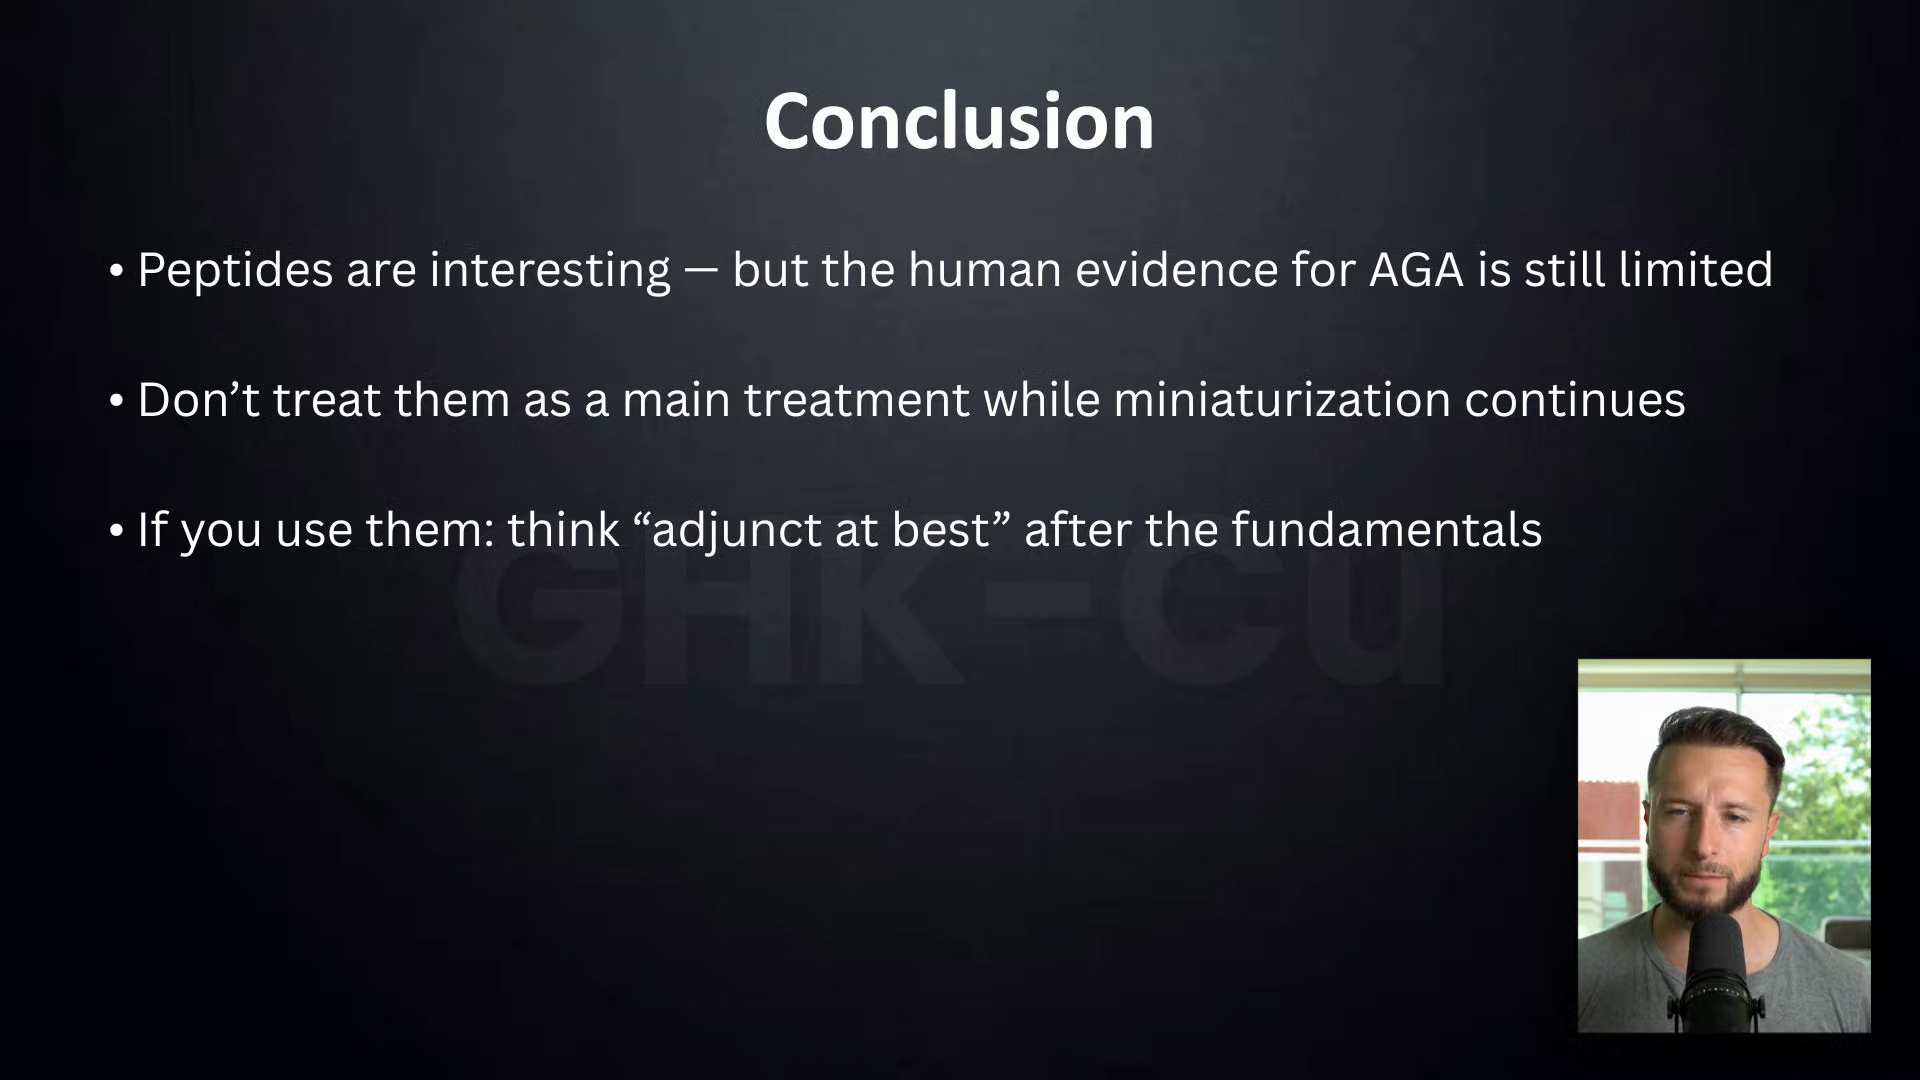 Conclusion
• Peptides are interesting — but the human evidence for AGA is still limited
• Don’t treat them as a main treatment while miniaturization continues
• If you use them: think “adjunct at best” after the fundamentals
GHK-Cu